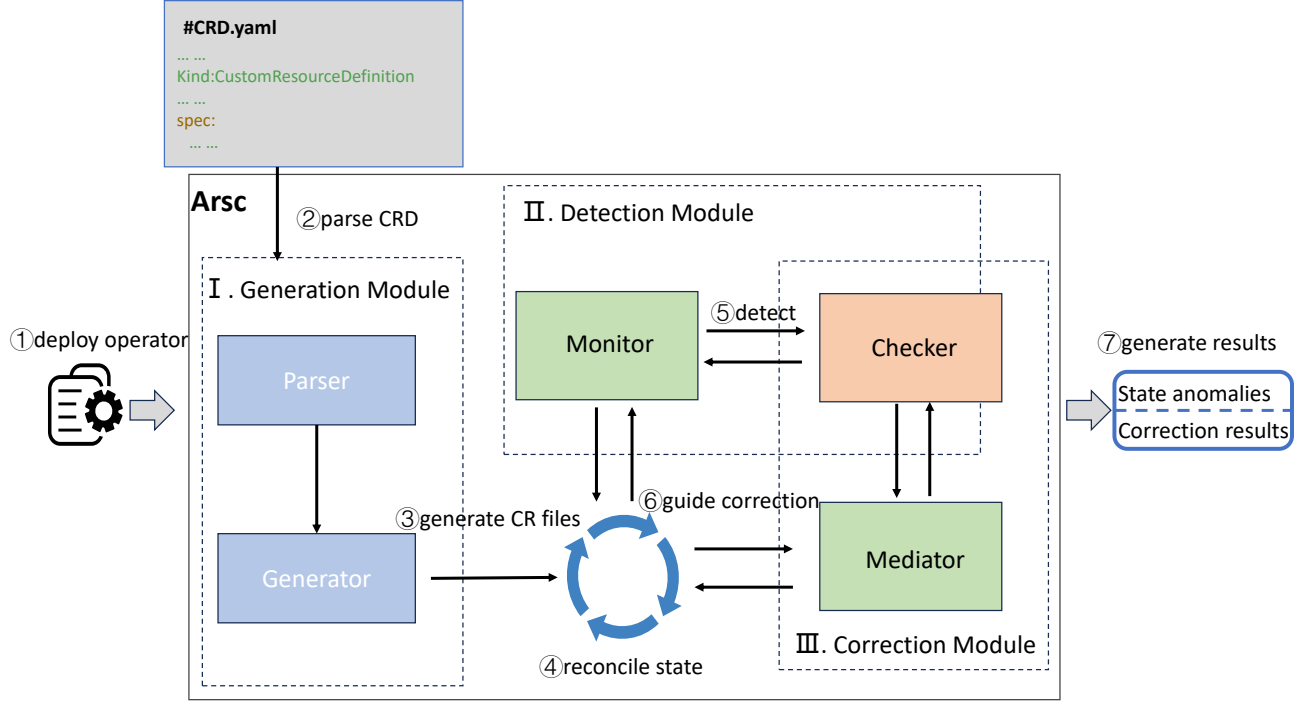 #CRD.yaml
... ...
Kind:CustomResourceDefinition
... ...
spec:
... ...
Arsc
②parse CRD
Ⅱ. Detection Module
Ⅰ. Generation Module
Monitor
⑤detect
Checker
①deploy operator
Parser
⑦generate results
State anomalies
Correction results
③generate CR files
⑥guide correction
Generator
Mediator
④reconcile state
Ⅲ. Correction Module